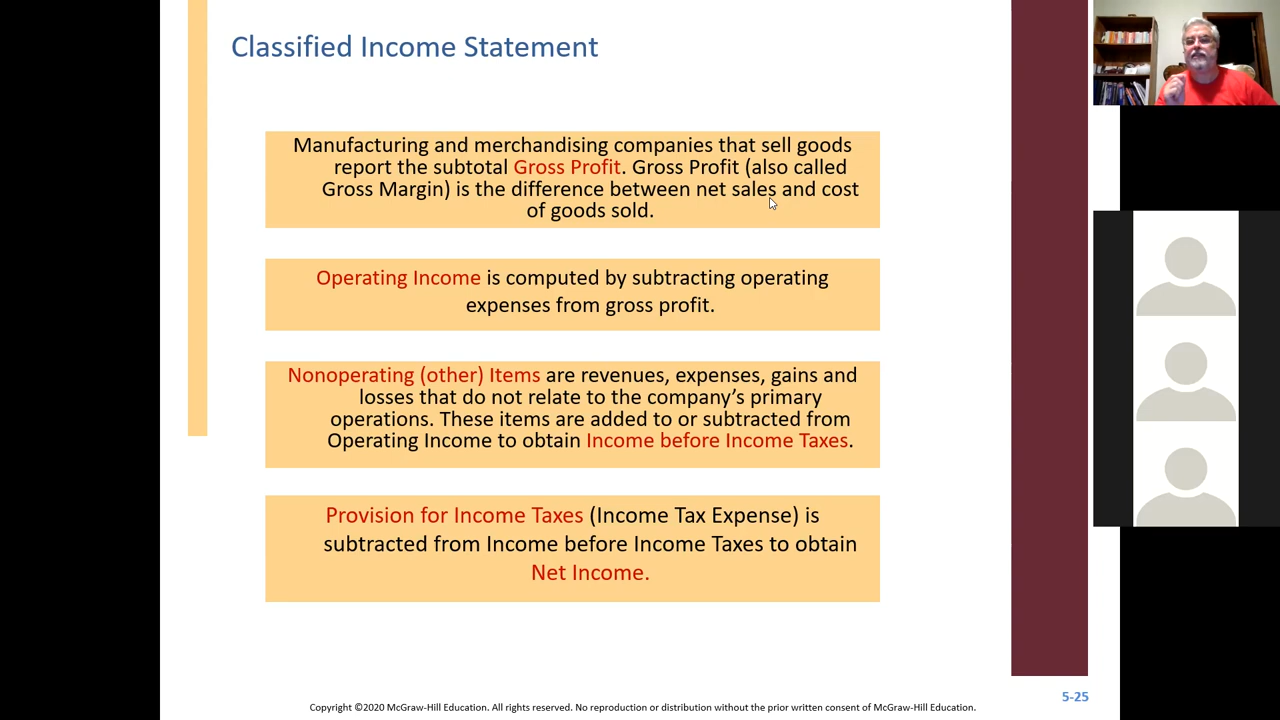 Classified Income Statement
Manufacturing and merchandising companies that sell goods
report the subtotal Gross Profit. Gross Profit (also called
Gross Margin) is the difference between net sales and cost
of goods sold.
Operating Income is computed by subtracting operating
expenses from gross profit.
Nonoperating (other) Items are revenues, expenses, gains and
losses that do not relate to the company’s primary
operations. These items are added to or subtracted from
Operating Income to obtain Income before Income Taxes.
Provision for Income Taxes (Income Tax Expense) is
subtracted from Income before Income Taxes to obtain
Net Income.
5-25
Copyright ©2020 McGraw-Hill Education. All rights reserved. No reproduction or distribution without the prior written consent of McGraw-Hill Education.